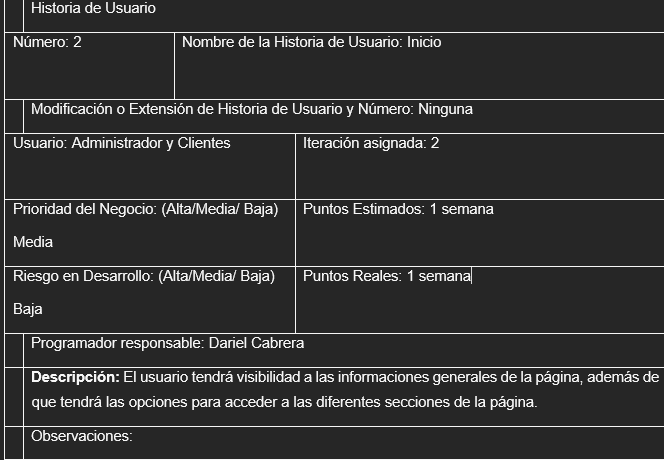 Historia de Usuario
Número: 2
Nombre de la Historia de Usuario: Inicio
Modificación o Extensión de Historia de Usuario y Número: Ninguna
Usuario: Administrador y Clientes
Iteración asignada: 2
Prioridad del Negocio: (Alta/Media/ Baja)
Media
Puntos Estimados: 1 semana
Riesgo en Desarrollo: (Alta/Media/ Baja)
Baja
Puntos Reales: 1 semana
Programador responsable: Dariel Cabrera
Descripción: El usuario tendrá visibilidad a las informaciones generales de la página, además de
que tendrá las opciones para acceder a las diferentes secciones de la página.
Observaciones: